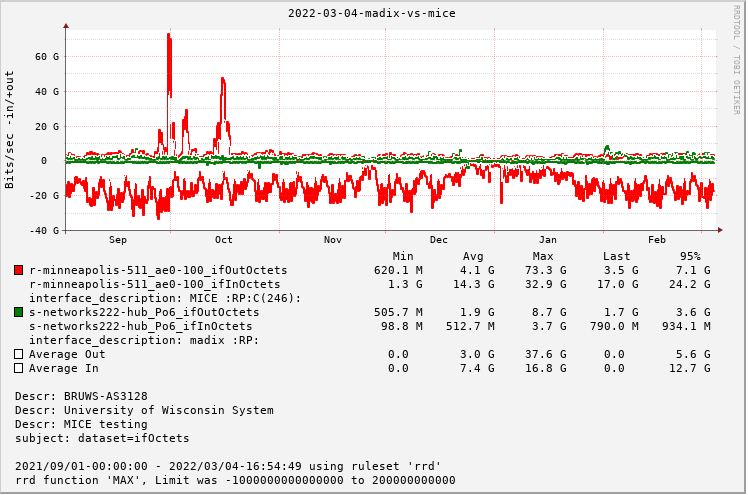 2022-03-04-madix-vs-mice
RRDTOOL / TOBI OETIKER
Bits/sec -in/+out
60 G
40 G
20 G
0
-20 G
-40 G
Sep Oct Nov Dec Jan Feb
Min Avg Max Last 95%
r-minneapolis-511_ae0-100_ifOutOctets 620.1 M 4.1 G 73.3 G 3.5 G 7.1 G
r-minneapolis-511_ae0-100_ifInOctets 1.3 G 14.3 G 32.9 G 17.0 G 24.2 G
interface_description: MICE :RP:C(246):
s-networks222-hub_Po6_ifOutOctets 505.7 M 1.9 G 8.7 G 1.7 G 3.6 G
s-networks222-hub_Po6_ifInOctets 98.8 M 512.7 M 3.7 G 790.0 M 934.1 M
interface_description: madix :RP:
Average Out 0.0 3.0 G 37.6 G 0.0 5.6 G
Average In 0.0 7.4 G 16.8 G 0.0 12.7 G
Descr: BRUWS-AS3128
Descr: University of Wisconsin System
Descr: MICE testing
subject: dataset=ifOctets
2021/09/01-00:00:00 - 2022/03/04-16:54:49 using ruleset 'rrd'
rrd function 'MAX', Limit was -1000000000000000 to 200000000000